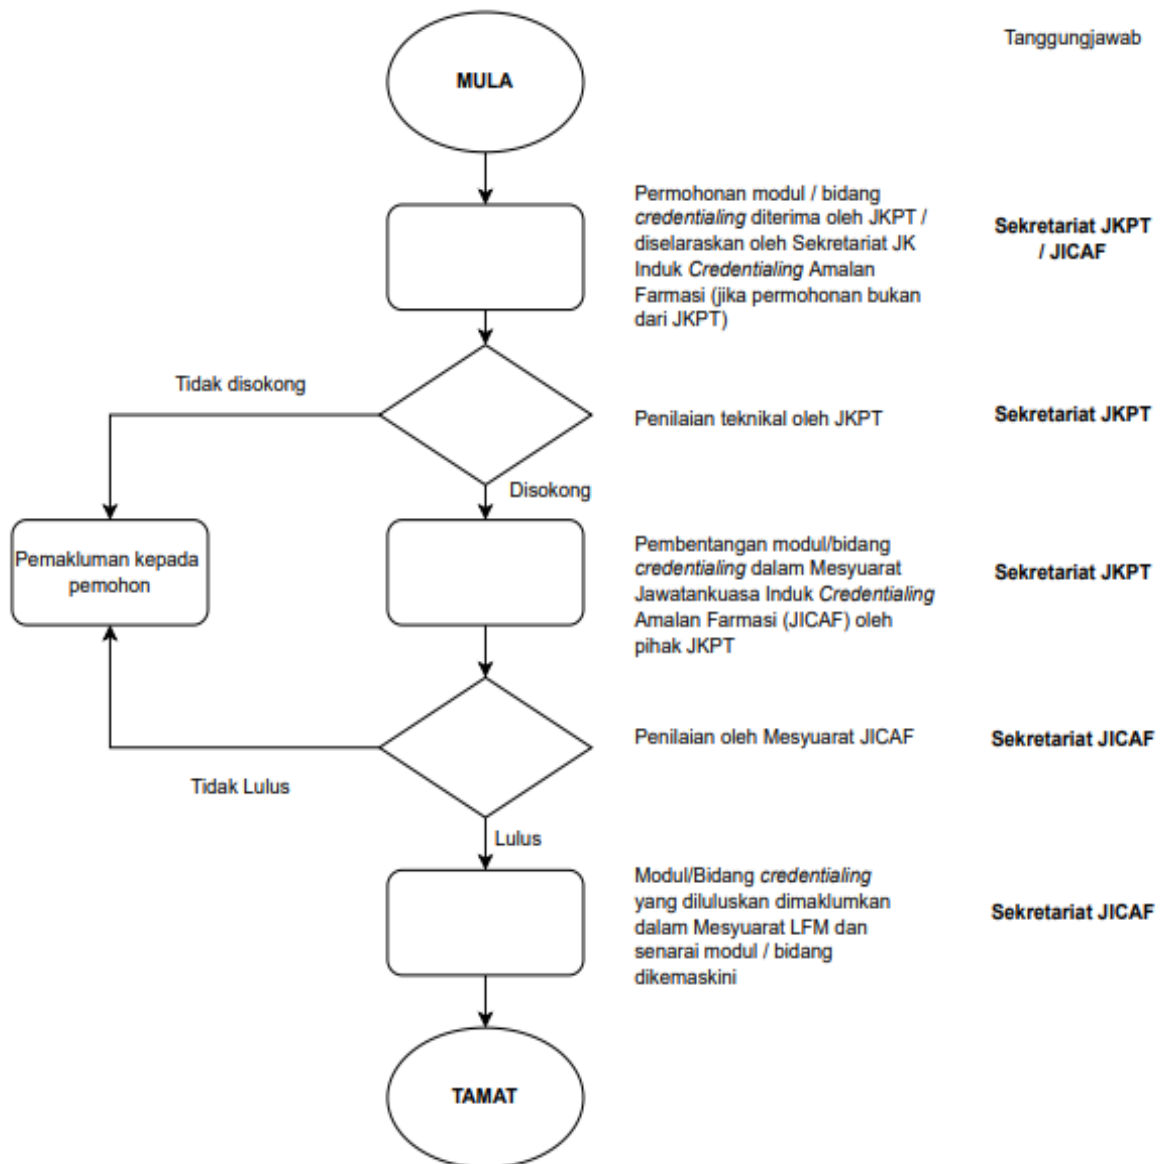 Tanggungjawab
MULA
Permohonan modul / bidang
credentialing diterima oleh JKPT /
diselaraskan oleh Sekretariat JK
Induk Credentialing Amalan
Farmasi (jika permohonan bukan
dari JKPT)
Sekretariat JKPT
/ JICAF
Tidak disokong
Penilaian teknikal oleh JKPT
Sekretariat JKPT
Disokong
Pemakluman kepada
pemohon
Pembentangan modul/bidang
credentialing dalam Mesyuarat
Jawatankuasa Induk Credentialing
Amalan Farmasi (JICAF) oleh
pihak JKPT
Sekretariat JKPT
Penilaian oleh Mesyuarat JICAF
Sekretariat JICAF
Tidak Lulus
Lulus
Modul/Bidang credentialing
yang diluluskan dimaklumkan
dalam Mesyuarat LFM dan
senarai modul / bidang
dikemaskini
Sekretariat JICAF
TAMAT